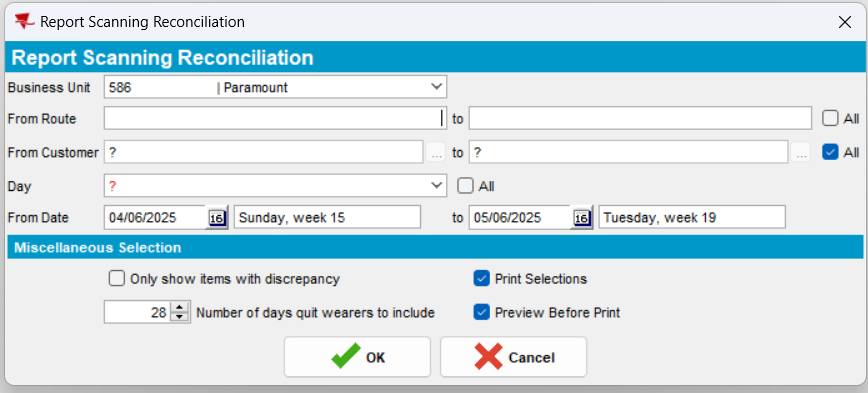 Report Scanning Reconciliation
Report Scanning Reconciliation
Business Unit 586 | Paramount
From Route to All
From Customer ? ... to ? ... All
Day ? All
From Date 04/06/2025 16 Sunday, week 15 to 05/06/2025 16 Tuesday, week 19
Miscellaneous Selection
Only show items with discrepancy Print Selections
28 Number of days quit wearers to include Preview Before Print
OK Cancel